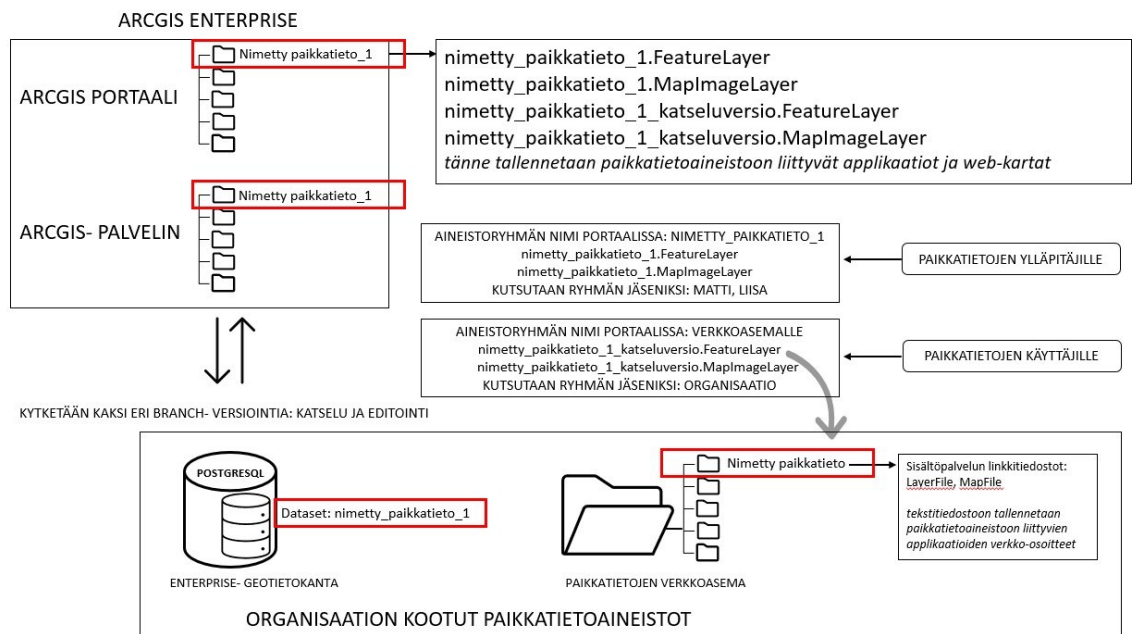 ARCGIS ENTERPRISE
ARCGIS PORTAALI
Nimetty paikkatieto_1
nimetty_paikkatieto_1.FeatureLayer
nimetty_paikkatieto_1.MapImageLayer
nimetty_paikkatieto_1_katseluversio.FeatureLayer
nimetty_paikkatieto_1_katseluversio.MapImageLayer
tänne tallennetaan paikkatietoaineistoon liittyvät applikaatiot ja web-kartat
ARCGIS- PALVELIN
Nimetty paikkatieto_1
AINEISTORYHMÄN NIMI PORTAALISSA: NIMETTY_PAIKKATIETO_1
nimetty_paikkatieto_1.FeatureLayer
nimetty_paikkatieto_1.MapImageLayer
KUTSUTAAN RYHMÄN JÄSENIKSI: MATTI, LIISA
PAIKKATIETOJEN YLLÄPITÄJILLE
AINEISTORYHMÄN NIMI PORTAALISSA: VERKKOASEMALLE
nimetty_paikkatieto_1_katseluversio.FeatureLayer
nimetty_paikkatieto_1_katseluversio.MapImageLayer
KUTSUTAAN RYHMÄN JÄSENIKSI: ORGANISAATIO
PAIKKATIETOJEN KÄYTTÄJILLE
KYTKETÄÄN KAKSI ERI BRANCH- VERSIOINTIA: KATSELU JA EDITOINTI
POSTGRESQL
Dataset: nimetty_paikkatieto_1
ENTERPRISE- GEOTIETOKANTA
Nimetty paikkatieto
PAIKKATIETOJEN VERKKOASEMA
Sisältöpalvelun linkkitiedostot:
LayerFile, MapFile
tekstitiedostoon tallennetaan
paikkatietoaineistoon liittyvien
applikaatioiden verkko-osoitteet
ORGANISAATION KOOTUT PAIKKATIETOAINEISTOT